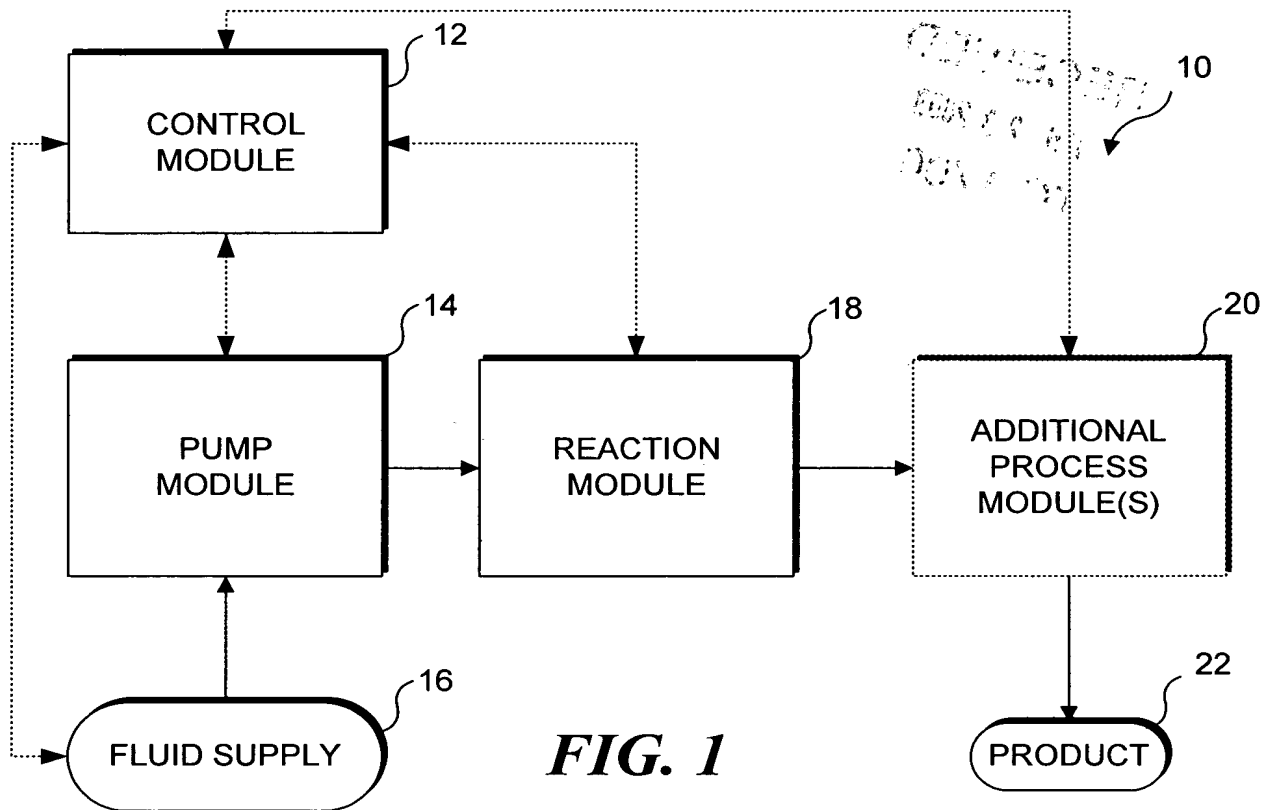 12
10
CONTROL
MODULE
14
18
20
PUMP
MODULE
REACTION
MODULE
ADDITIONAL
PROCESS
MODULE(S)
16
22
FLUID SUPPLY
FIG. 1
PRODUCT